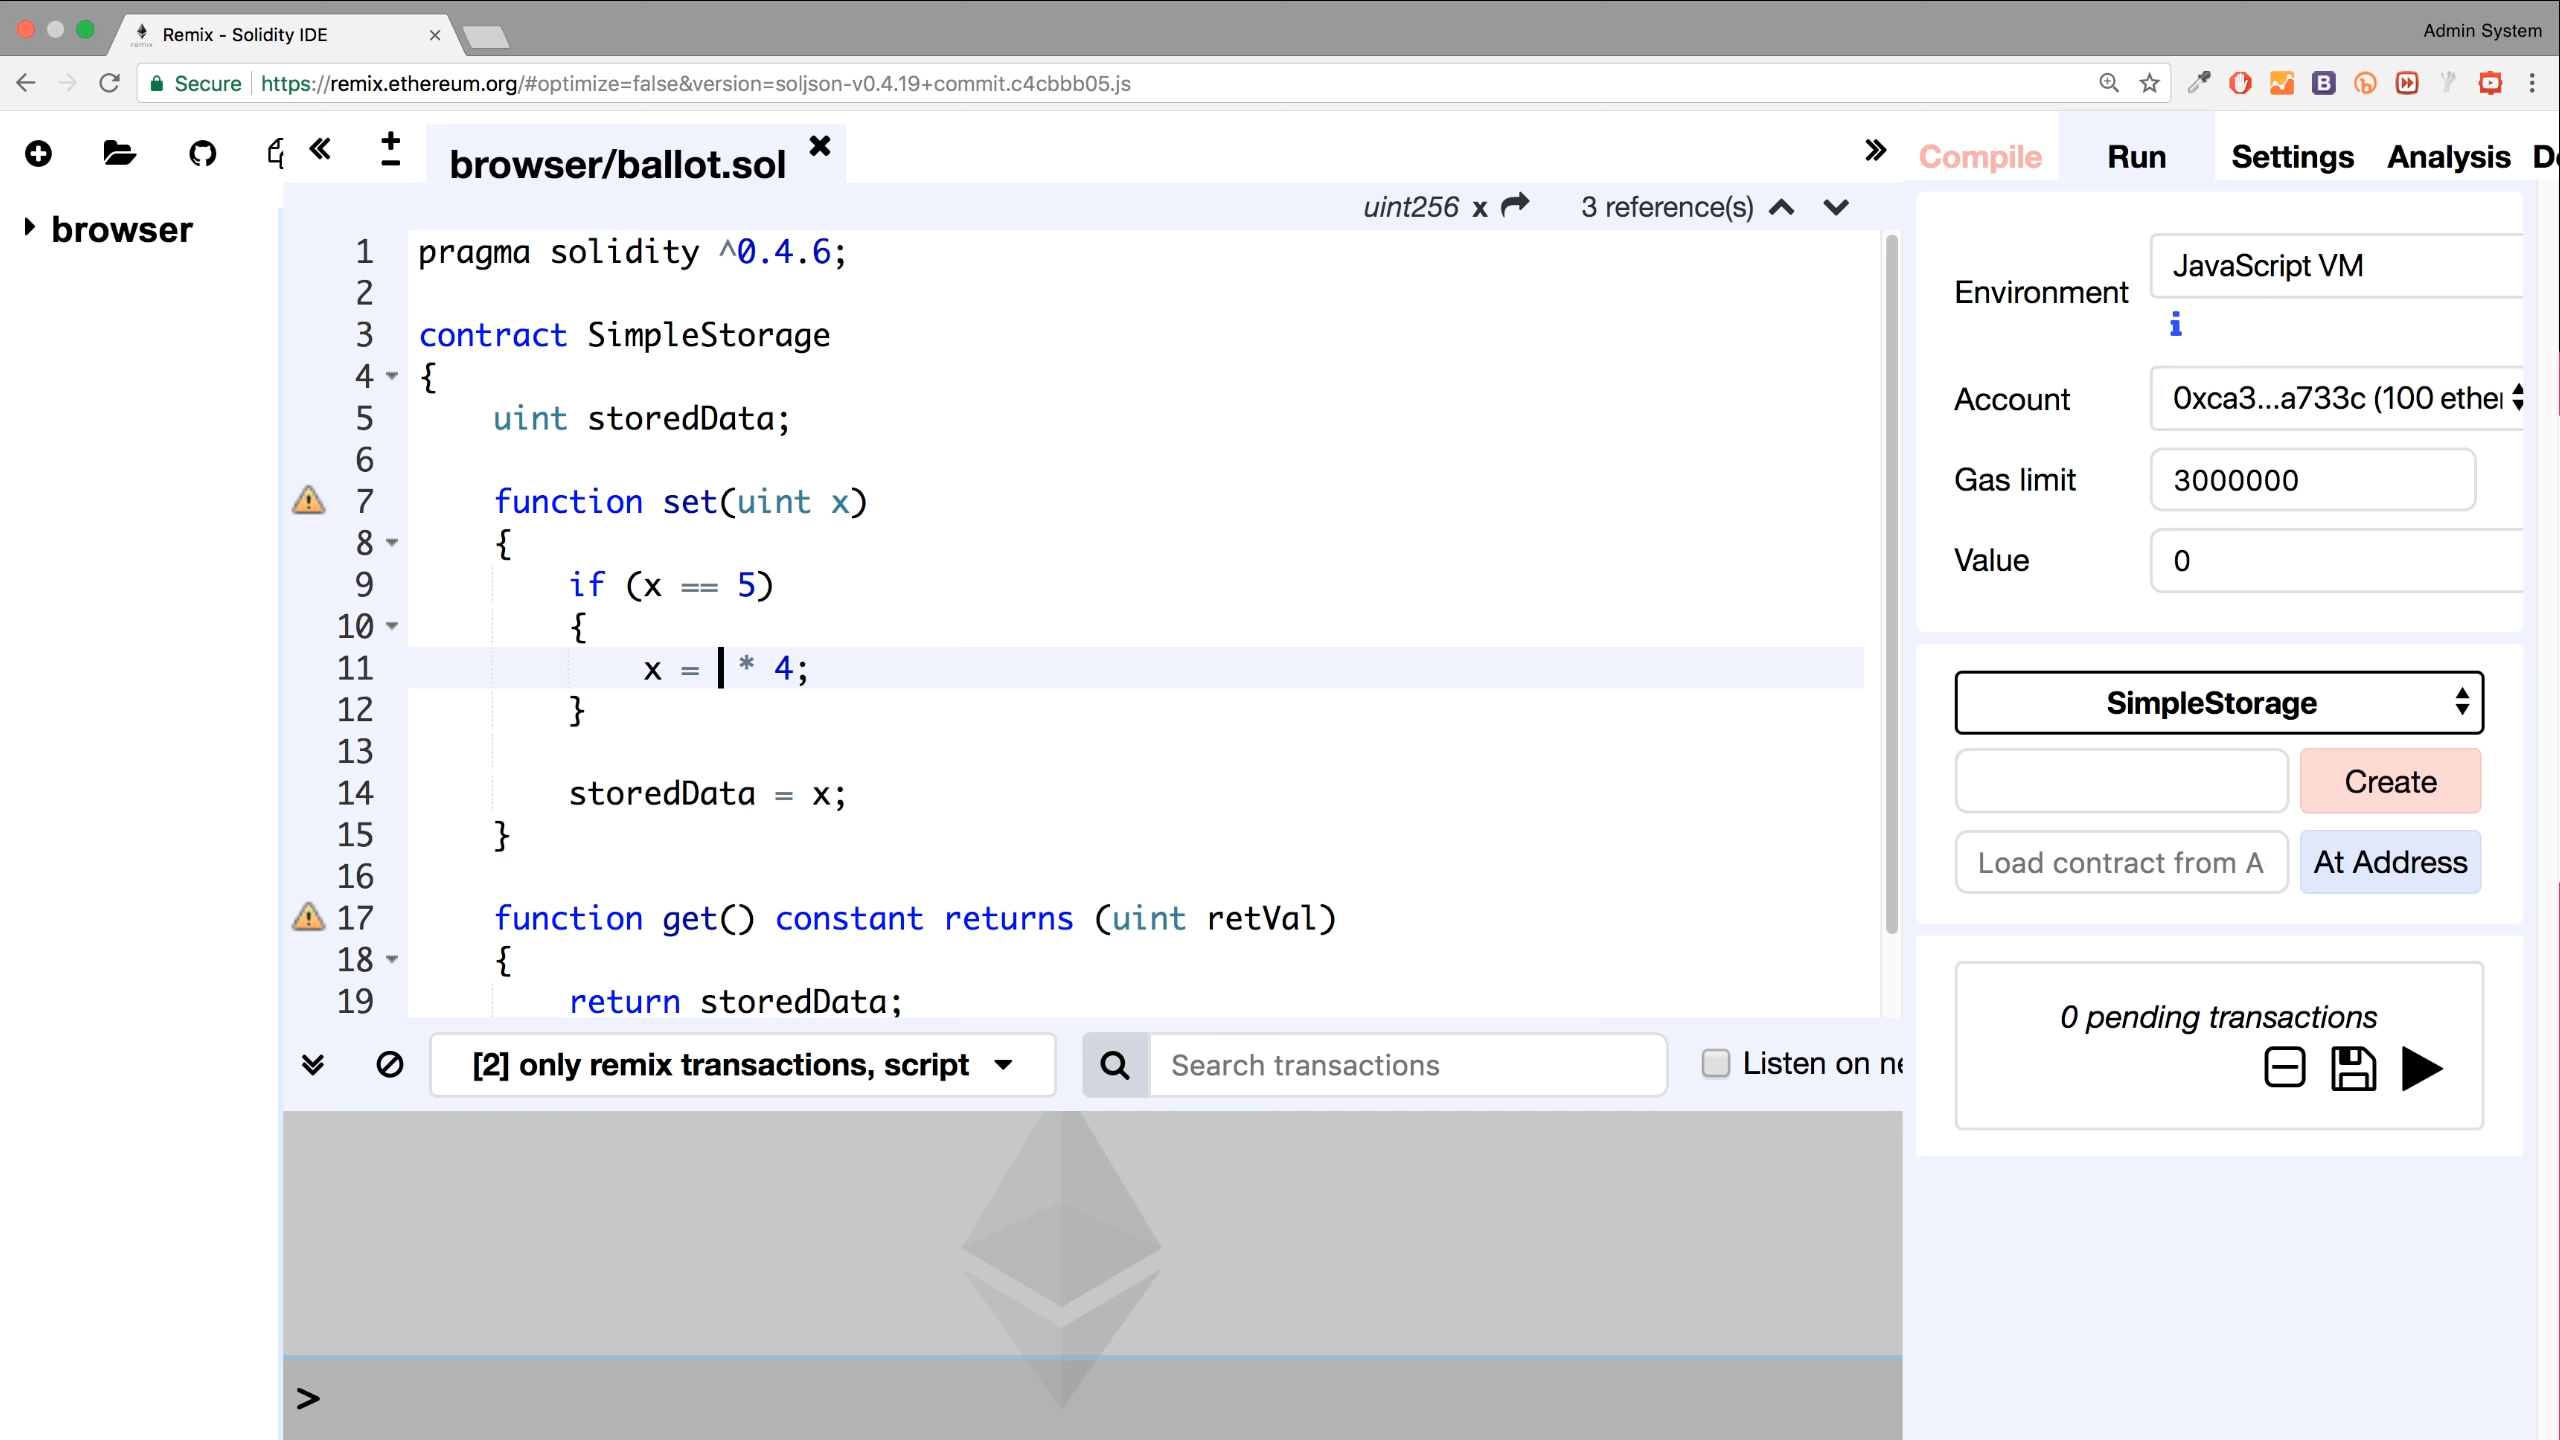 Remix - Solidity IDE
Admin System
Secure https://remix.ethereum.org/#optimize=false&version=soljson-v0.4.19+commit.c4cbbb05.js
browser/ballot.sol
browser
uint256 x 3 reference(s)
1 pragma solidity ^0.4.6;
2
3 contract SimpleStorage
4 {
5 uint storedData;
6
7 function set(uint x)
8 {
9 if (x == 5)
10 {
11 x = * 4;
12 }
13
14 storedData = x;
15 }
16
17 function get() constant returns (uint retVal)
18 {
19 return storedData;
[2] only remix transactions, script
Search transactions
Listen on ne
>
Compile Run Settings Analysis De
Environment JavaScript VM
Account 0xca3...a733c (100 ether
Gas limit 3000000
Value 0
SimpleStorage
Create
Load contract from A At Address
0 pending transactions